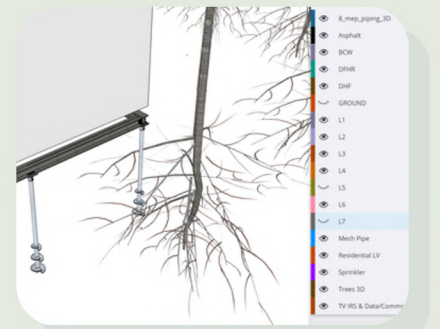 8_mep_piping_3D
Asphalt
BCW
DFHR
DHF
GROUND
L1
L2
L3
L4
L5
L6
L7
Mech Pipe
Residential LV
Sprinkler
Trees 3D
TV IRS & Data/Comms